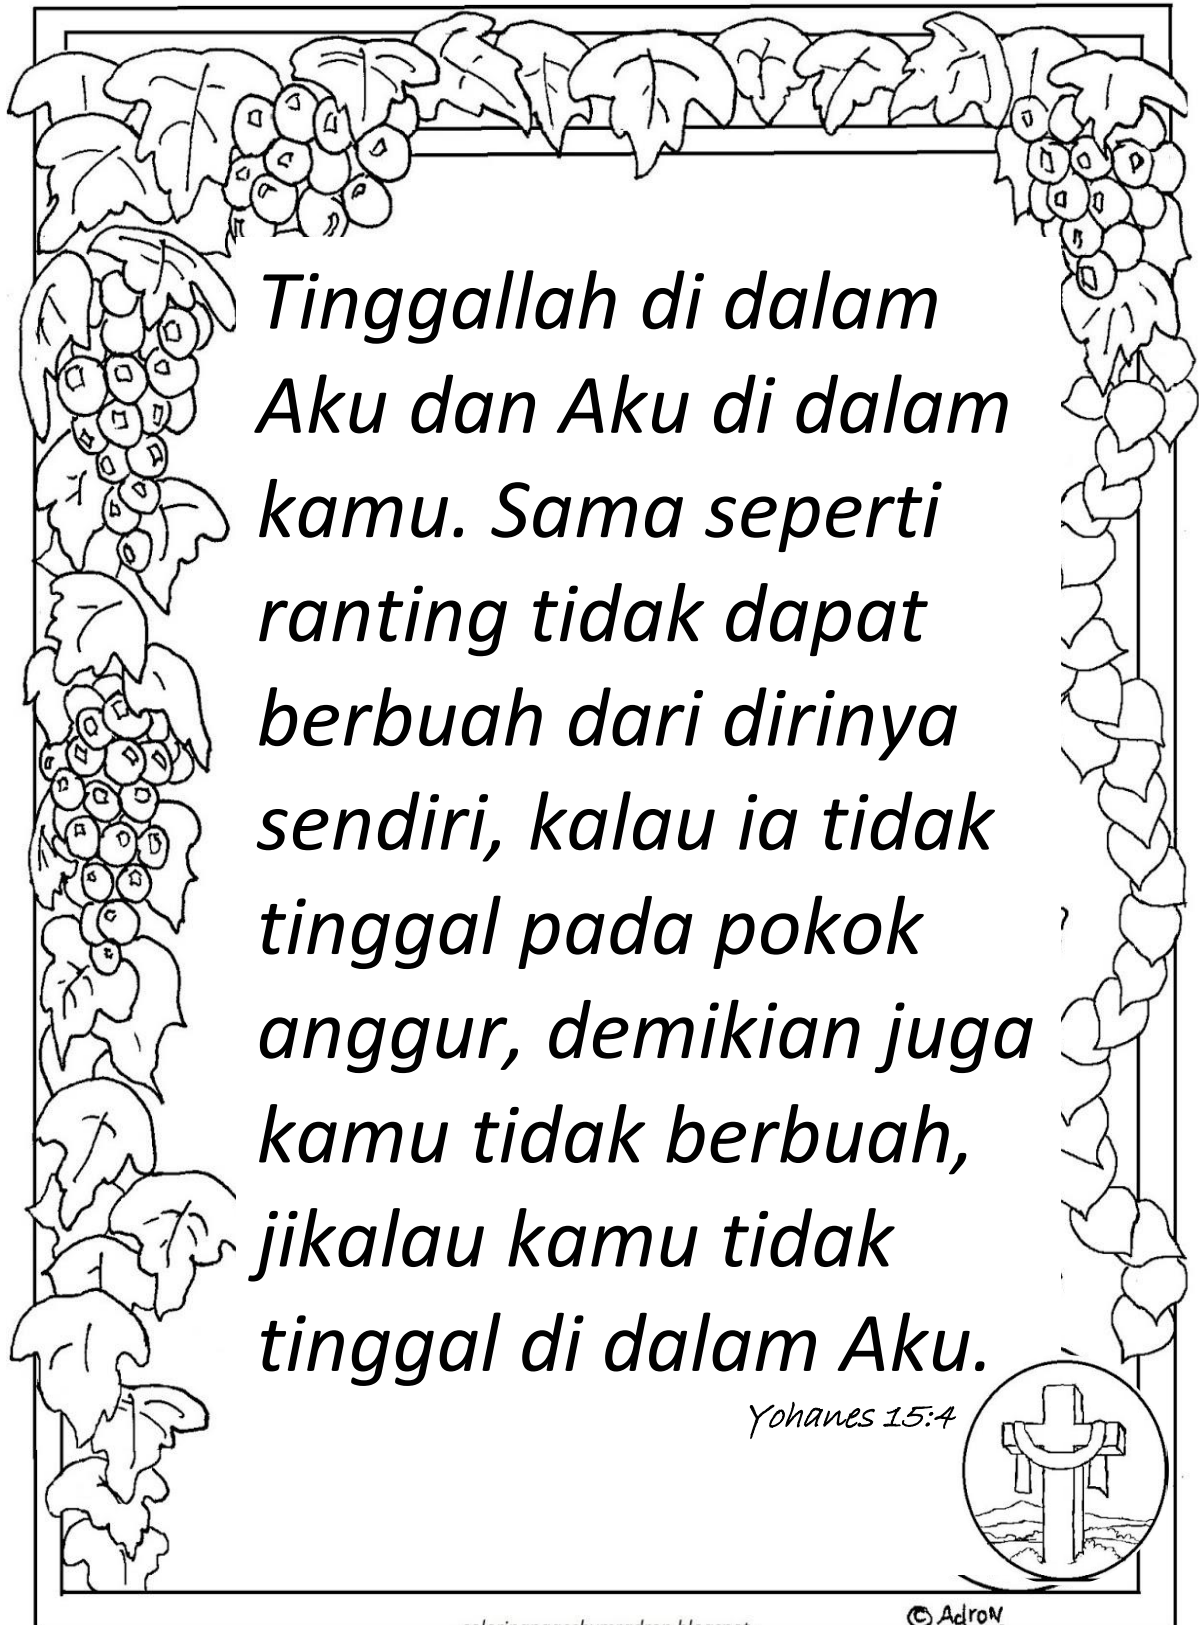 Tinggallah di dalam
Aku dan Aku di dalam
kamu. Sama seperti
ranting tidak dapat
berbuah dari dirinya
sendiri, kalau ia tidak
tinggal pada pokok
anggur, demikian juga
kamu tidak berbuah,
jikalau kamu tidak
tinggal di dalam Aku.
Yohanes 15:4
© Adron